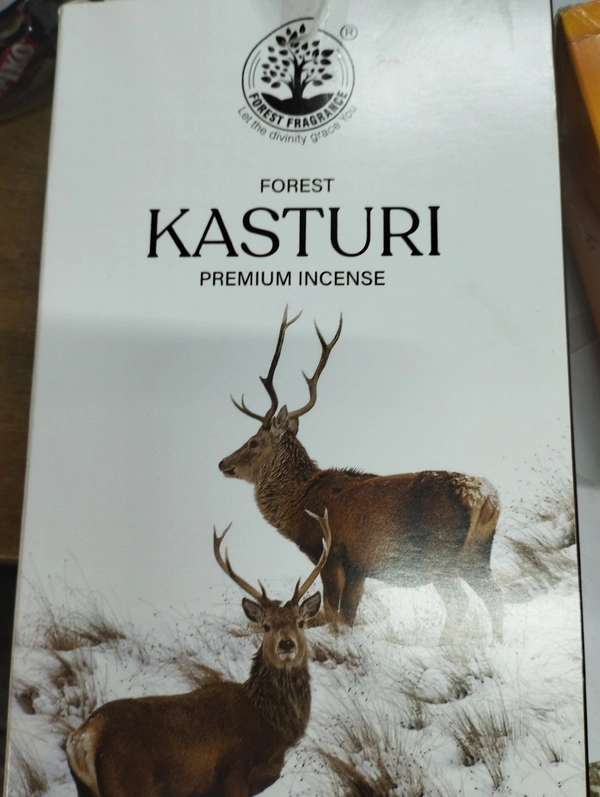 ®
FOREST FRAGRANCE
Let the divinity grace You
FOREST
KASTURI
PREMIUM INCENSE